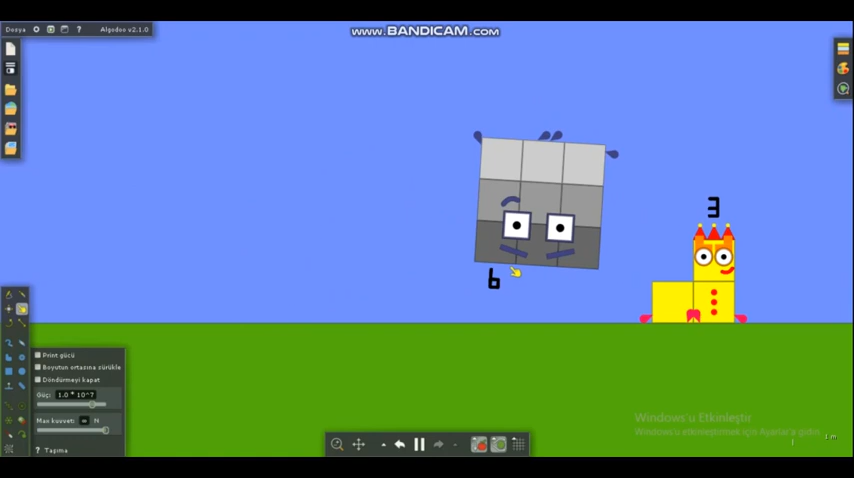 www.BANDICAM.com
Dosya ? Algodoo v2.1.0
3
6
Print gücü
Boyutun ortasına sürükle
Döndürmeyi kapat
Güç: 1.0 * 10^7
Max kuvvet: ∞ N
? Tapıma
Windows'u Etkinleştir
Windows'u etkinleştirmek için Ayarlar'a gidin.
1 m